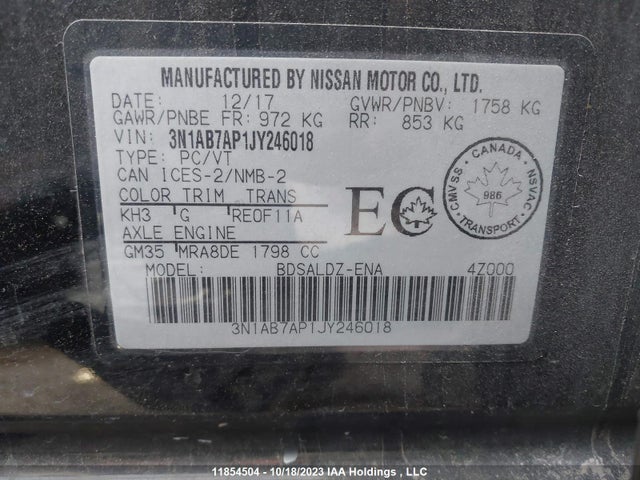 MANUFACTURED BY NISSAN MOTOR CO., LTD.
DATE: 12/17 GVWR/PNBV: 1758 KG
GAWR/PNBE FR: 972 KG RR: 853 KG
VIN: 3N1AB7AP1JY246018
TYPE: PC/VT
CAN ICES-2/NMB-2
COLOR TRIM TRANS
KH3 G RE0F11A
AXLE ENGINE
GM35 MRA8DE 1798 CC
MODEL: BDSALDZ-ENA 4Z000
3N1AB7AP1JY246018
EC
CANADA
CMVSS
986
NSVAC
TRANSPORT
11854504 - 10/18/2023 IAA Holdings , LLC